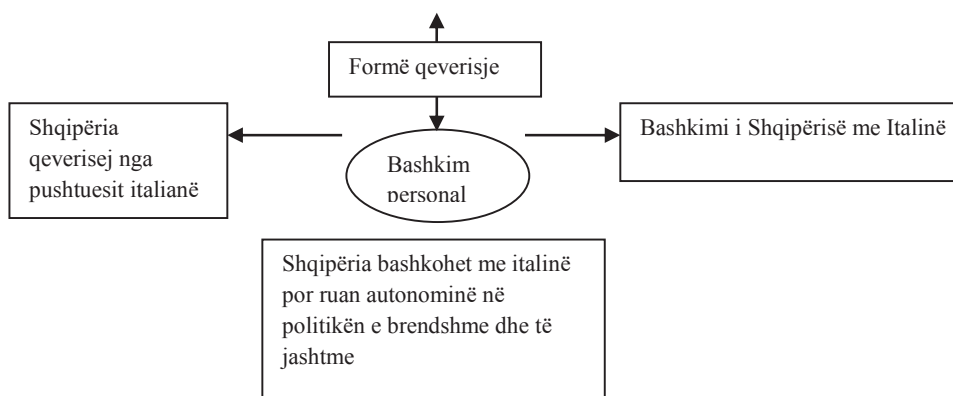 Formë qeverisje
Shqipëria
qeverisej nga
pushtuesit italianë
Bashkim
personal
Bashkimi i Shqipërisë me Italinë
Shqipëria bashkohet me italinë
por ruan autonominë në
politikën e brendshme dhe të
jashtme